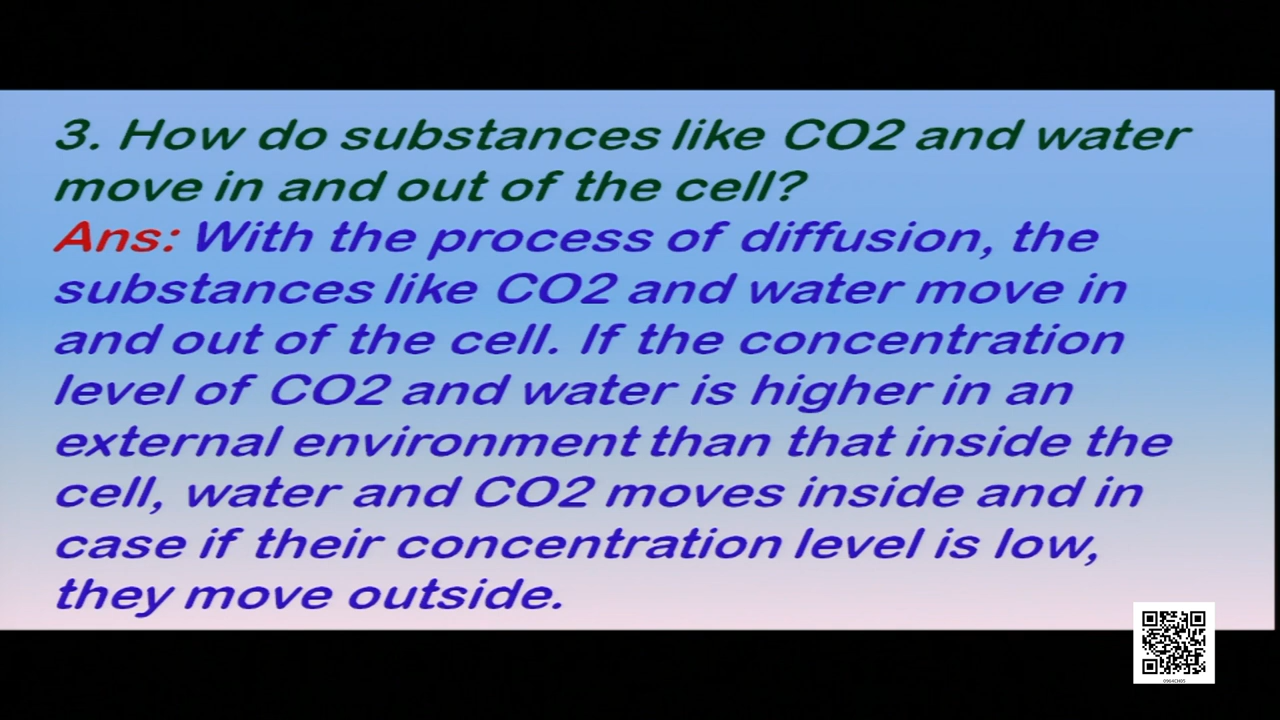 3. How do substances like CO2 and water
move in and out of the cell?
Ans: With the process of diffusion, the
substances like CO2 and water move in
and out of the cell. If the concentration
level of CO2 and water is higher in an
external environment than that inside the
cell, water and CO2 moves inside and in
case if their concentration level is low,
they move outside.
0964CH05